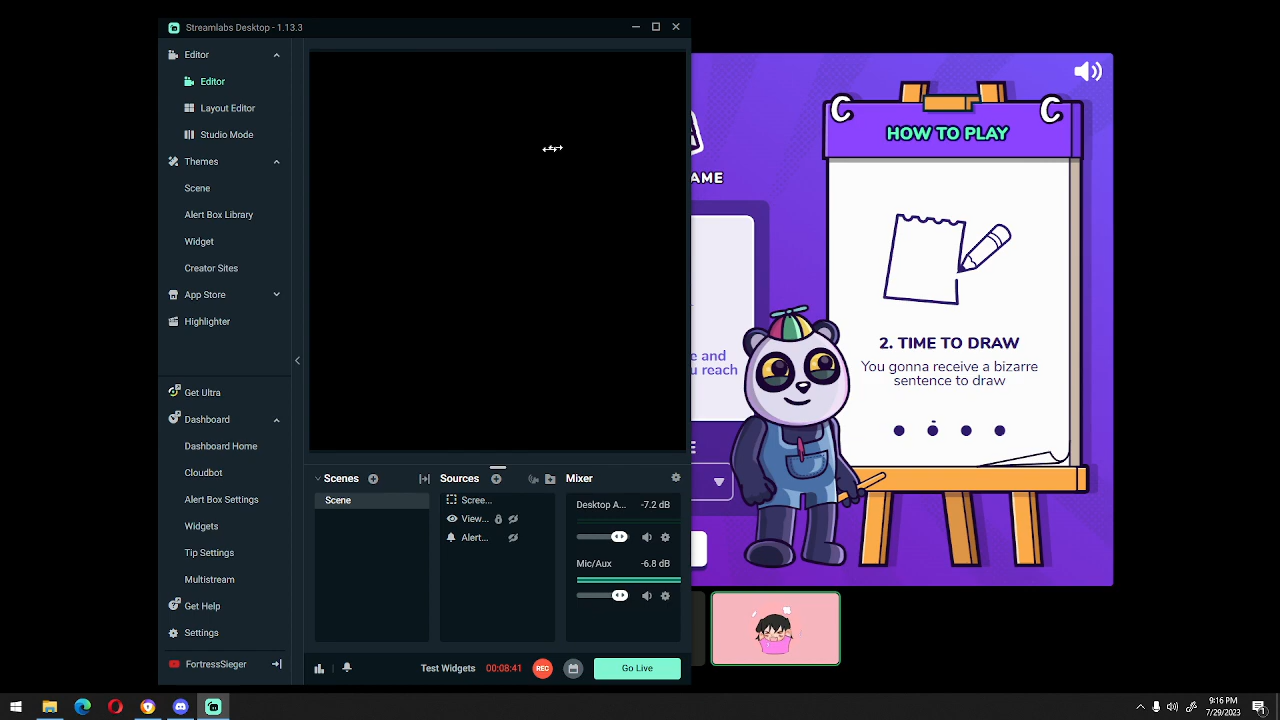 Streamlabs Desktop - 1.13.3
Editor
Editor
Layout Editor
Studio Mode
Themes
Scene
Alert Box Library
Widget
Creator Sites
App Store
Highlighter
Get Ultra
Dashboard
Dashboard Home
Cloudbot
Alert Box Settings
Widgets
Tip Settings
Multistream
Get Help
Settings
FortressSieger
Scenes
Scene
Sources
Scree...
View...
Alert...
Mixer
Desktop A... -7.2 dB
Mic/Aux -6.8 dB
Test Widgets 00:08:41 REC Go Live
AME
e and
u reach
E
HOW TO PLAY
2. TIME TO DRAW
You gonna receive a bizarre
sentence to draw
9:16 PM
7/29/2023
1